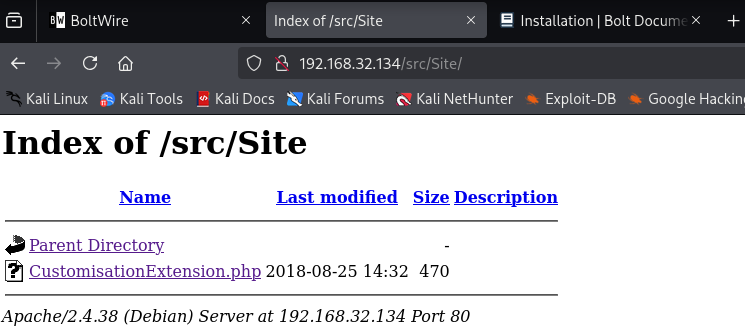 BW BoltWire × Index of /src/Site × Installation | Bolt Docume ×
192.168.32.134/src/Site/
Kali Linux Kali Tools Kali Docs Kali Forums Kali NetHunter Exploit-DB Google Hackin
Index of /src/Site
Name Last modified Size Description
Parent Directory -
? CustomisationExtension.php 2018-08-25 14:32 470
Apache/2.4.38 (Debian) Server at 192.168.32.134 Port 80